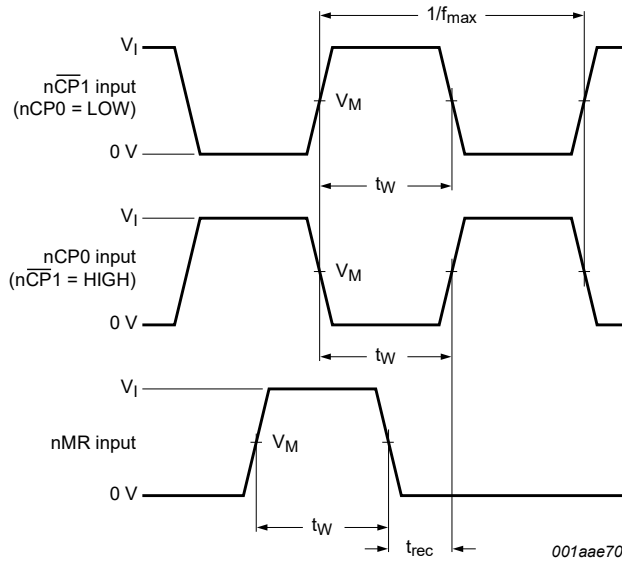 1/fmax
VI
nCP1 input
(nCP0 = LOW)
VM
0 V
tW
VI
nCP0 input
(nCP1 = HIGH)
VM
0 V
tW
VI
nMR input
VM
0 V
tW
trec
001aae70